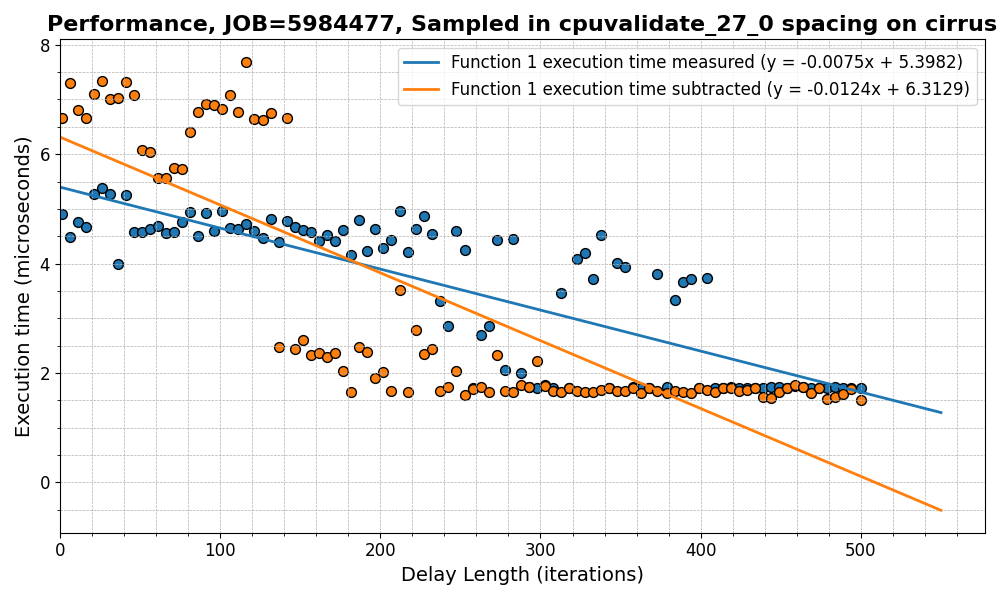 Performance, JOB=5984477, Sampled in cpuvalidate_27_0 spacing on cirrus
Function 1 execution time measured (y = -0.0075x + 5.3982)
Function 1 execution time subtracted (y = -0.0124x + 6.3129)
Execution time (microseconds)
8
6
4
2
0
0 100 200 300 400 500
Delay Length (iterations)